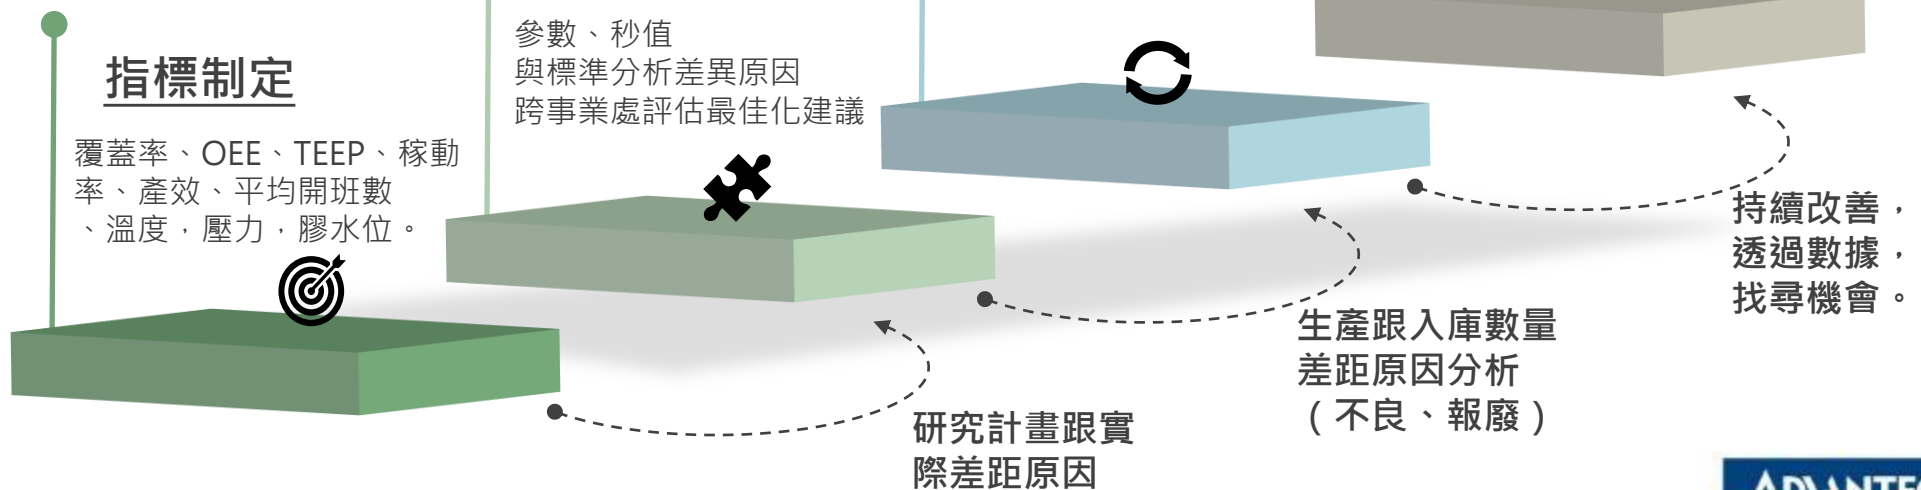 指標制定
覆蓋率、OEE、TEEP、稼動
率、產效、平均開班數
、溫度，壓力，膠水位。
參數、秒值
與標準分析差異原因
跨事業處評估最佳化建議
研究計畫跟實
際差距原因
生產跟入庫數量
差距原因分析
（不良、報廢）
持續改善，
透過數據，
找尋機會。